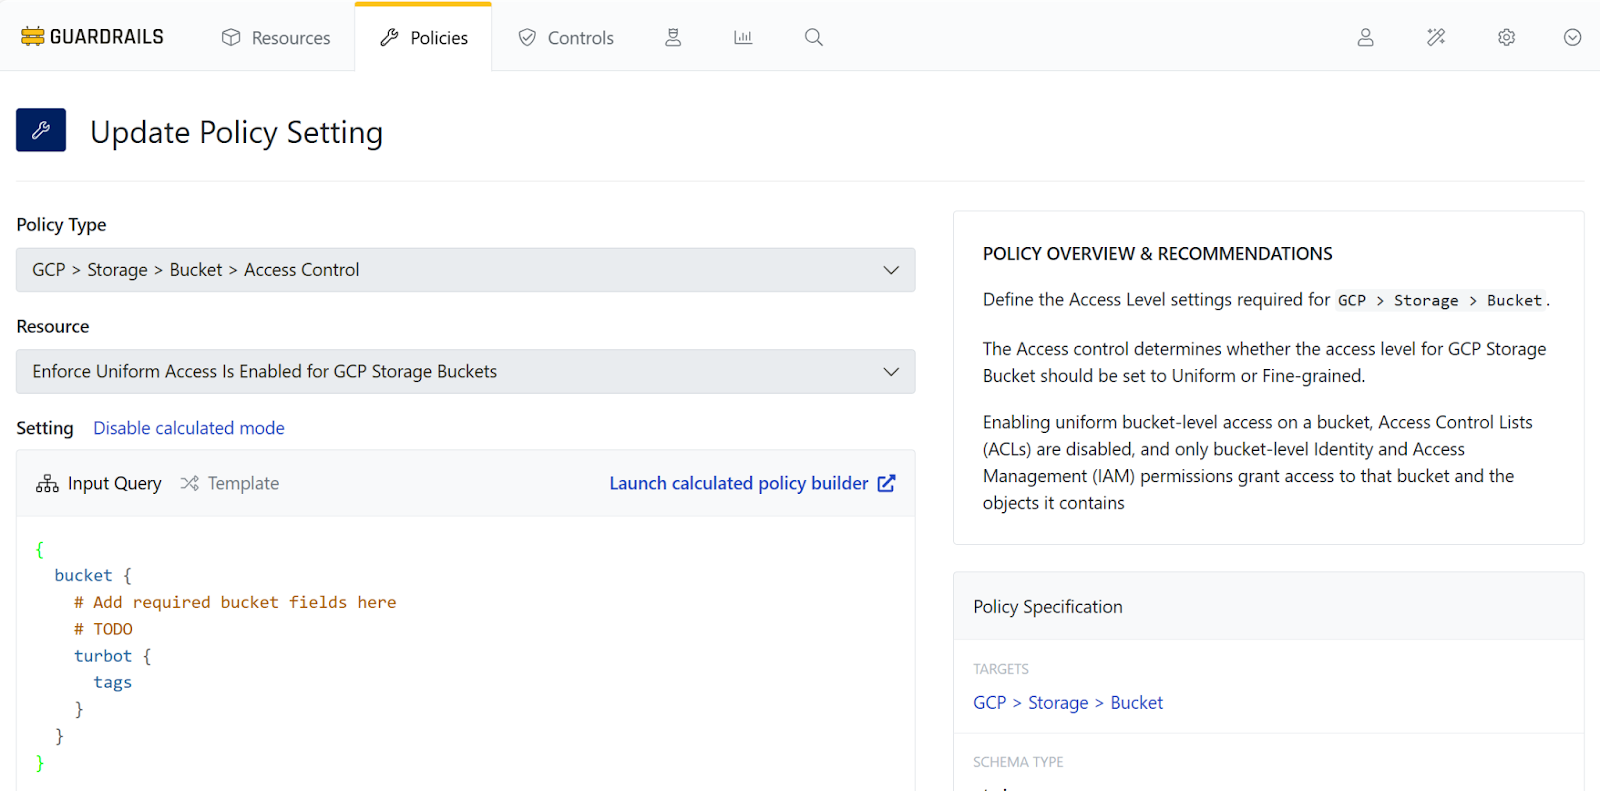 GUARDRAILS
Resources
Policies
Controls
Update Policy Setting
Policy Type
GCP > Storage > Bucket > Access Control
Resource
Enforce Uniform Access Is Enabled for GCP Storage Buckets
Setting Disable calculated mode
Input Query Template Launch calculated policy builder
{
bucket {
# Add required bucket fields here
# TODO
turbot {
tags
}
}
}
POLICY OVERVIEW & RECOMMENDATIONS
Define the Access Level settings required for GCP > Storage > Bucket.
The Access control determines whether the access level for GCP Storage
Bucket should be set to Uniform or Fine-grained.
Enabling uniform bucket-level access on a bucket, Access Control Lists
(ACLs) are disabled, and only bucket-level Identity and Access
Management (IAM) permissions grant access to that bucket and the
objects it contains
Policy Specification
TARGETS
GCP > Storage > Bucket
SCHEMA TYPE